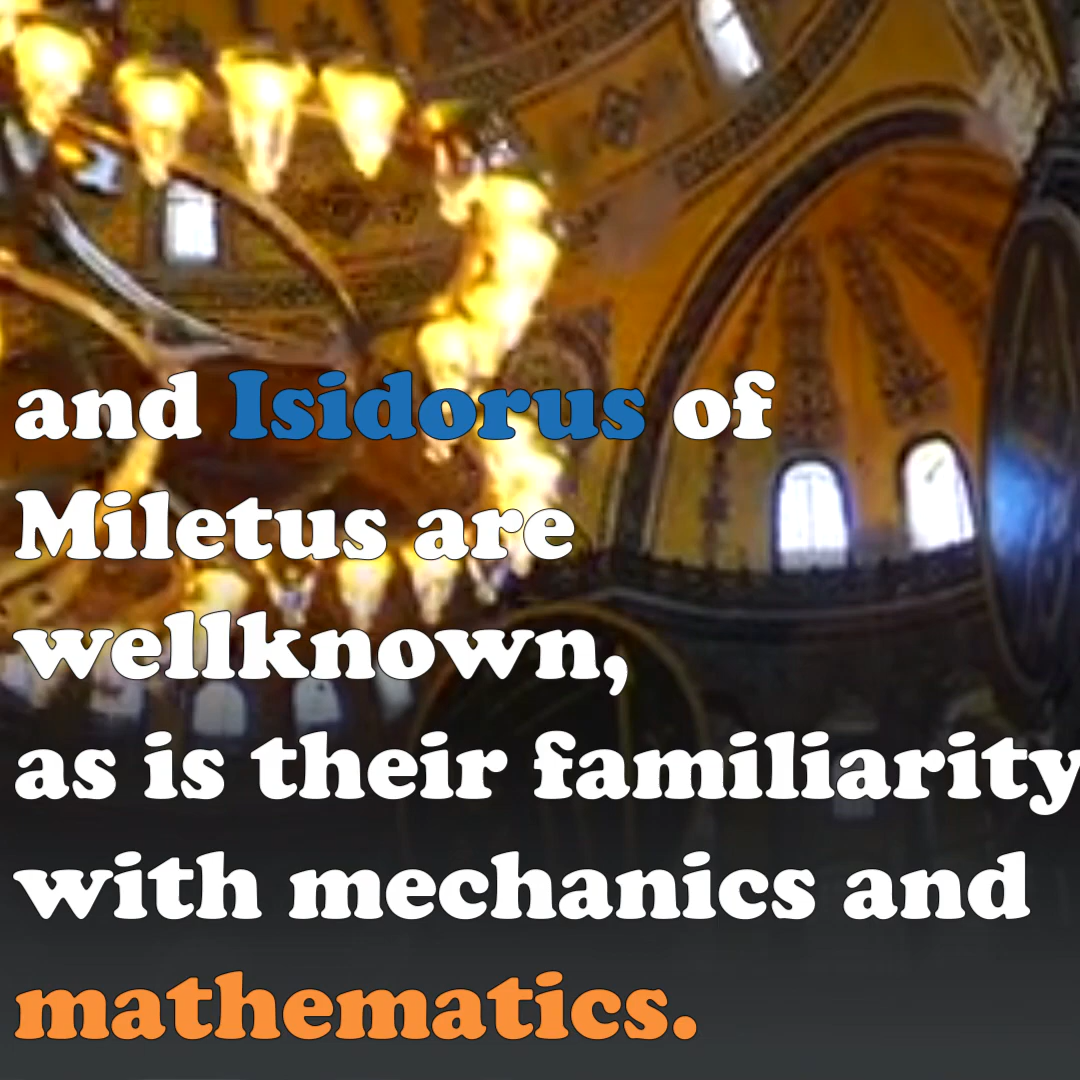 and Isidorus of
Miletus are
wellknown,
as is their familiarity
with mechanics and
mathematics.